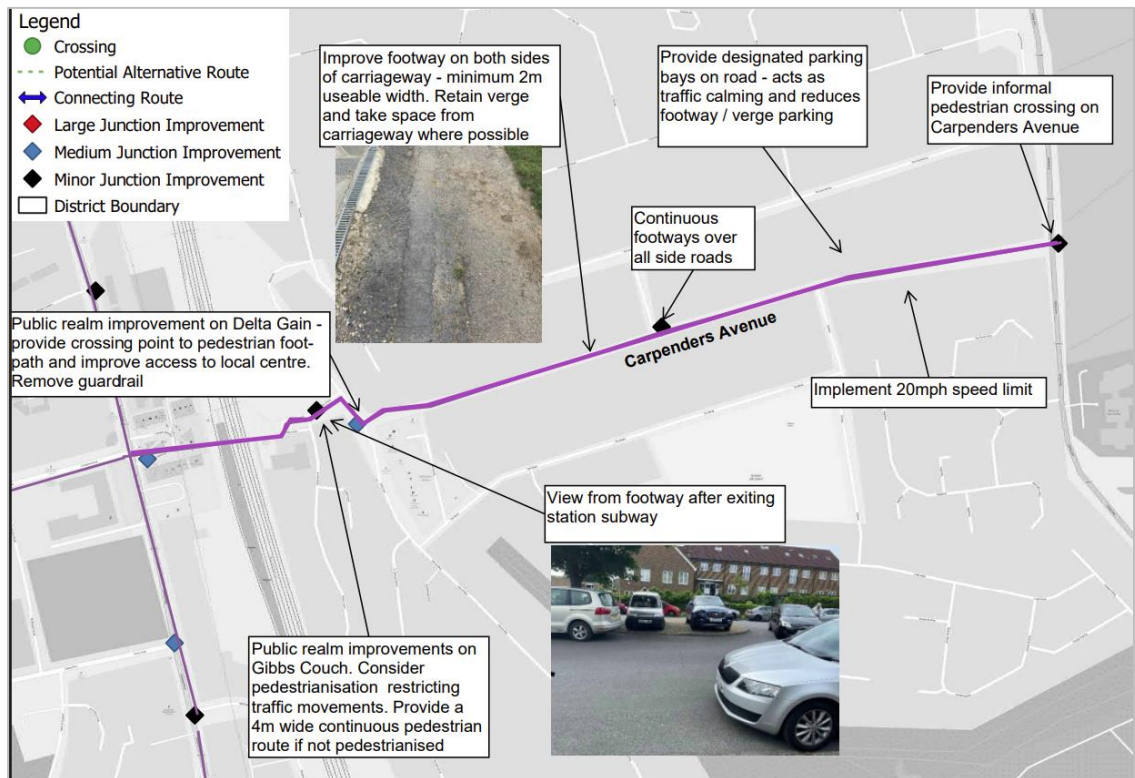 Legend
Crossing
Potential Alternative Route
Connecting Route
Large Junction Improvement
Medium Junction Improvement
Minor Junction Improvement
District Boundary
Improve footway on both sides
of carriageway - minimum 2m
useable width. Retain verge
and take space from
carriageway where possible
Provide designated parking
bays on road - acts as
traffic calming and reduces
footway / verge parking
Provide informal
pedestrian crossing on
Carpenders Avenue
Continuous
footways over
all side roads
Public realm improvement on Delta Gain -
provide crossing point to pedestrian foot-
path and improve access to local centre.
Remove guardrail
Carpenders Avenue
Implement 20mph speed limit
View from footway after exiting
station subway
Public realm improvements on
Gibbs Couch. Consider
pedestrianisation restricting
traffic movements. Provide a
4m wide continuous pedestrian
route if not pedestrianised